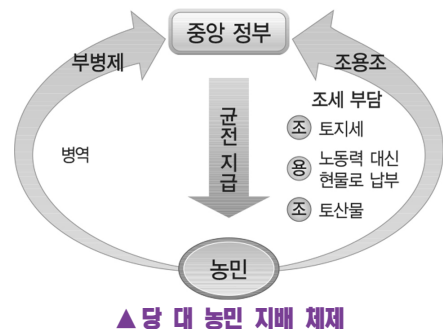 중앙 정부
부병제
조용조
병역
균전 지급
조세 부담
조 토지세
용 노동력 대신
현물로 납부
조 토산물
농민
▲ 당 대 농민 지배 체제